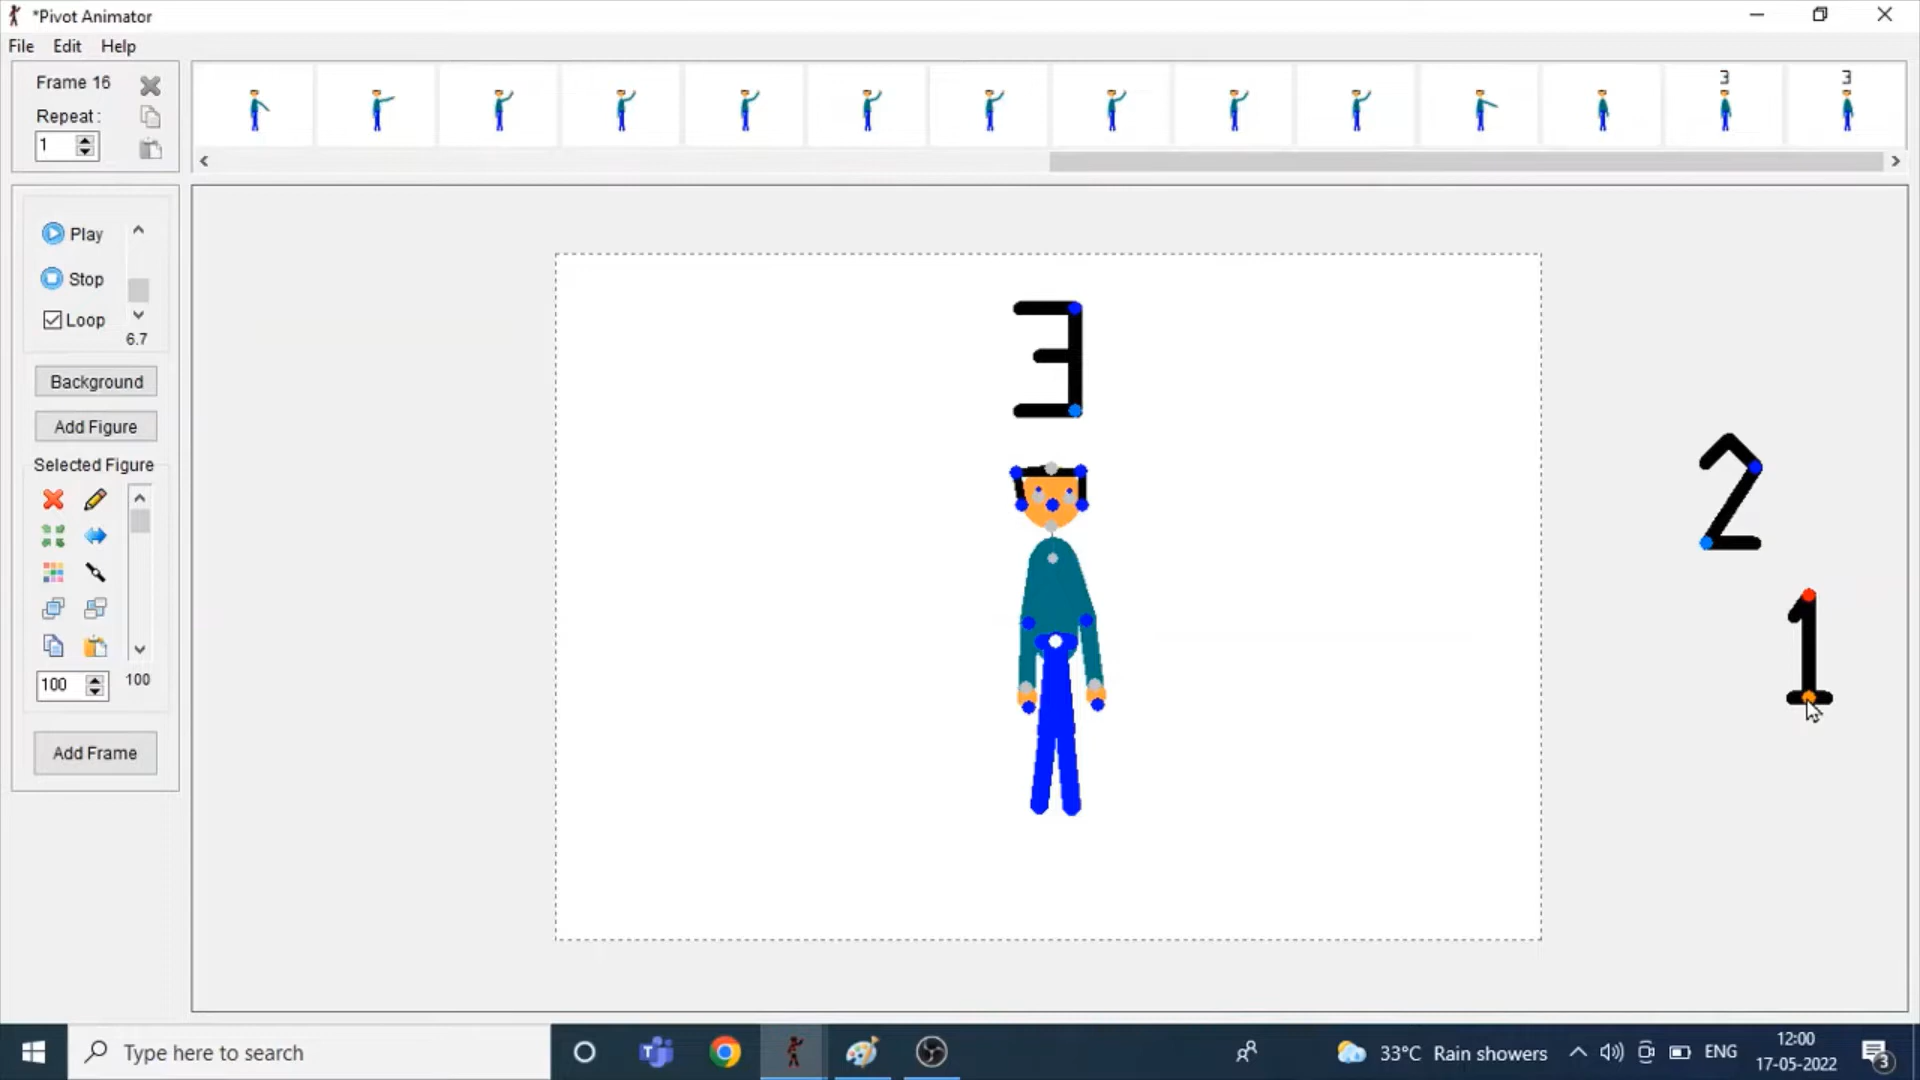 *Pivot Animator
File Edit Help
Frame 16
Repeat:
1
3 3
Play
Stop
Loop
6.7
Background
Add Figure
Selected Figure
100 100
Add Frame
3
2
1
Type here to search
33°C Rain showers
ENG
12:00
17-05-2022
3